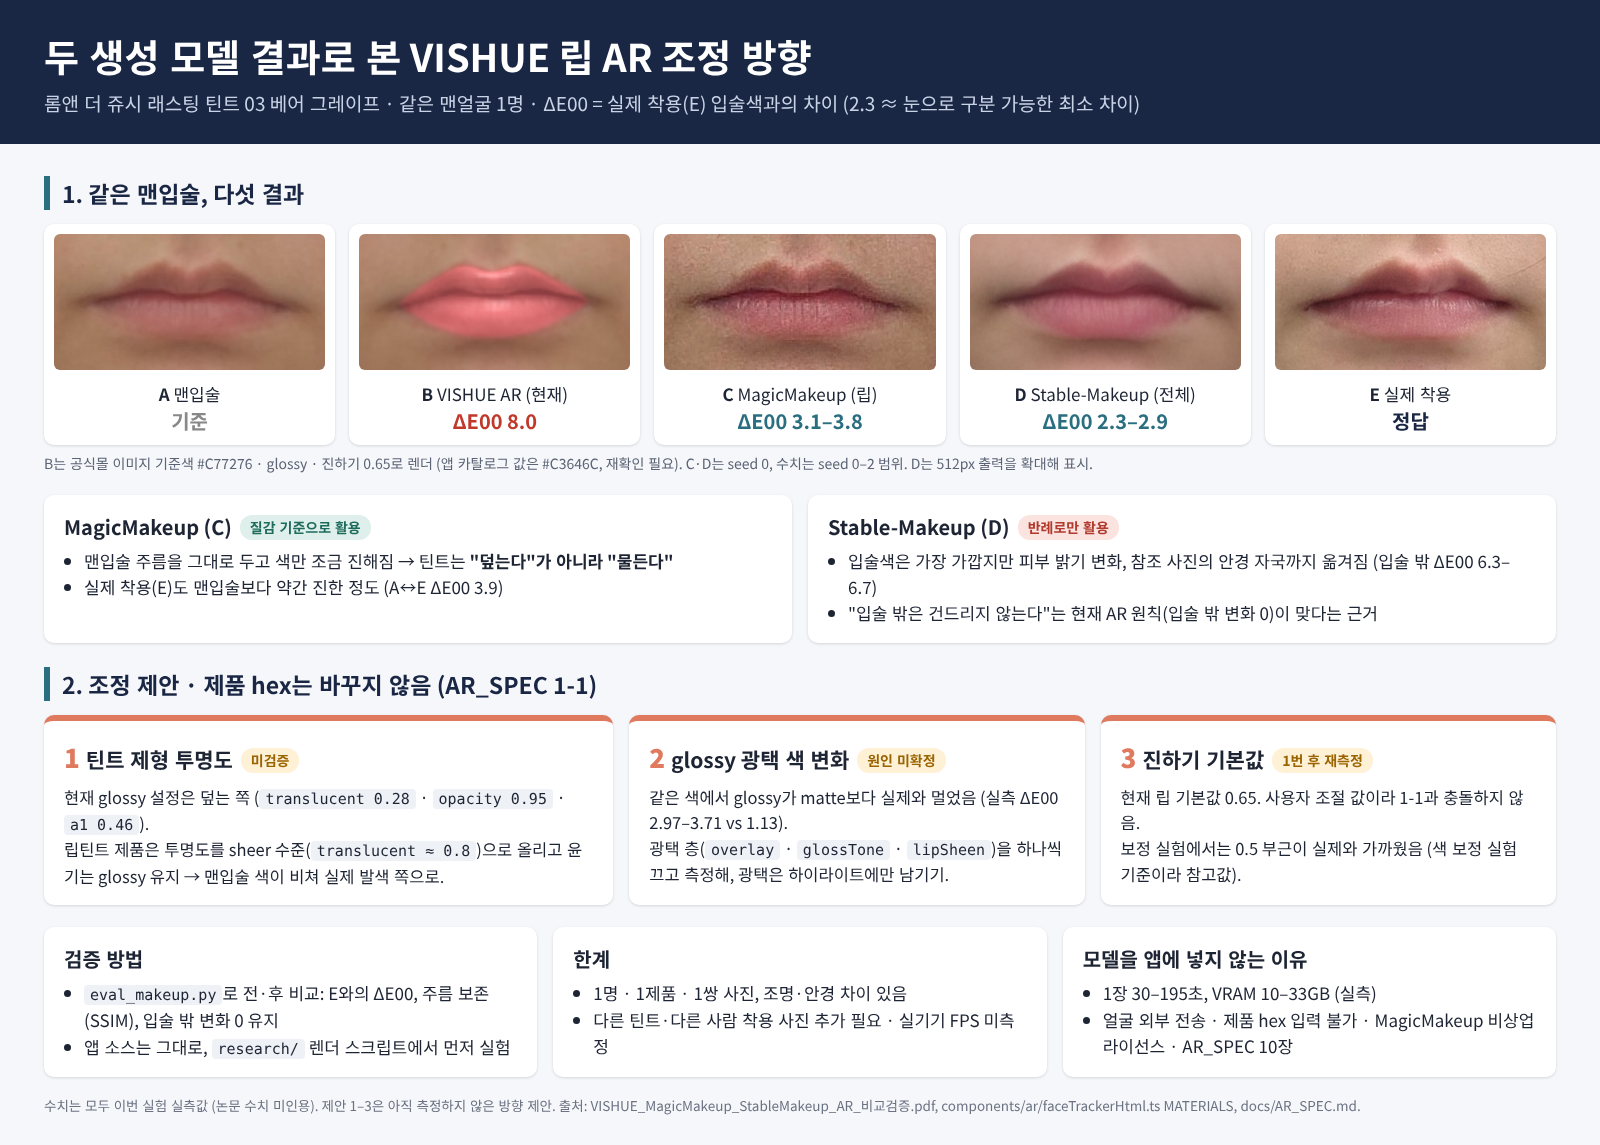 두 생성 모델 결과로 본 VISHUE 립 AR 조정 방향
롬앤 더 쥬시 래스팅 틴트 03 베어 그레이프 · 같은 맨얼굴 1명 · ΔE00 = 실제 착용(E) 입술색과의 차이 (2.3 ≈ 눈으로 구분 가능한 최소 차이)
1. 같은 맨입술, 다섯 결과
A 맨입술
기준
B VISHUE AR (현재)
ΔE00 8.0
C MagicMakeup (립)
ΔE00 3.1–3.8
D Stable-Makeup (전체)
ΔE00 2.3–2.9
E 실제 착용
정답
B는 공식몰 이미지 기준색 #C77276 · glossy · 진하기 0.65로 렌더 (앱 카탈로그 값은 #C3646C, 재확인 필요). C·D는 seed 0, 수치는 seed 0–2 범위. D는 512px 출력을 확대해 표시.
MagicMakeup (C) 질감 기준으로 활용
• 맨입술 주름을 그대로 두고 색만 조금 진해짐 → 틴트는 "덮는다"가 아니라 "물든다"
• 실제 착용(E)도 맨입술보다 약간 진한 정도 (A↔E ΔE00 3.9)
Stable-Makeup (D) 반례로만 활용
• 입술색은 가장 가깝지만 피부 밝기 변화, 참조 사진의 안경 자국까지 옮겨짐 (입술 밖 ΔE00 6.3–
6.7)
• "입술 밖은 건드리지 않는다"는 현재 AR 원칙(입술 밖 변화 0)이 맞다는 근거
2. 조정 제안 · 제품 hex는 바꾸지 않음 (AR_SPEC 1-1)
1 틴트 제형 투명도 미검증
현재 glossy 설정은 덮는 쪽 ( translucent 0.28 · opacity 0.95 ·
a1 0.46 ).
립틴트 제품은 투명도를 sheer 수준( translucent ≈ 0.8 )으로 올리고 윤
기는 glossy 유지 → 맨입술 색이 비쳐 실제 발색 쪽으로.
2 glossy 광택 색 변화 원인 미확정
같은 색에서 glossy가 matte보다 실제와 멀었음 (실측 ΔE00
2.97–3.71 vs 1.13).
광택 층( overlay · glossTone · lipSheen )을 하나씩
끄고 측정해, 광택은 하이라이트에만 남기기.
3 진하기 기본값 1번 후 재측정
현재 립 기본값 0.65. 사용자 조절 값이라 1-1과 충돌하지 않
음.
보정 실험에서는 0.5 부근이 실제와 가까웠음 (색 보정 실험
기준이라 참고값).
검증 방법
• eval_makeup.py로 전·후 비교: E와의 ΔE00, 주름 보존
(SSIM), 입술 밖 변화 0 유지
• 앱 소스는 그대로, research/ 렌더 스크립트에서 먼저 실험
한계
• 1명 · 1제품 · 1쌍 사진, 조명·안경 차이 있음
• 다른 틴트·다른 사람 착용 사진 추가 필요 · 실기기 FPS 미측
정
모델을 앱에 넣지 않는 이유
• 1장 30–195초, VRAM 10–33GB (실측)
• 얼굴 외부 전송 · 제품 hex 입력 불가 · MagicMakeup 비상업
라이선스 · AR_SPEC 10장
수치는 모두 이번 실험 실측값 (논문 수치 미인용). 제안 1–3은 아직 측정하지 않은 방향 제안. 출처: VISHUE_MagicMakeup_StableMakeup_AR_비교검증.pdf, components/ar/faceTrackerHtml.ts MATERIALS, docs/AR_SPEC.md.